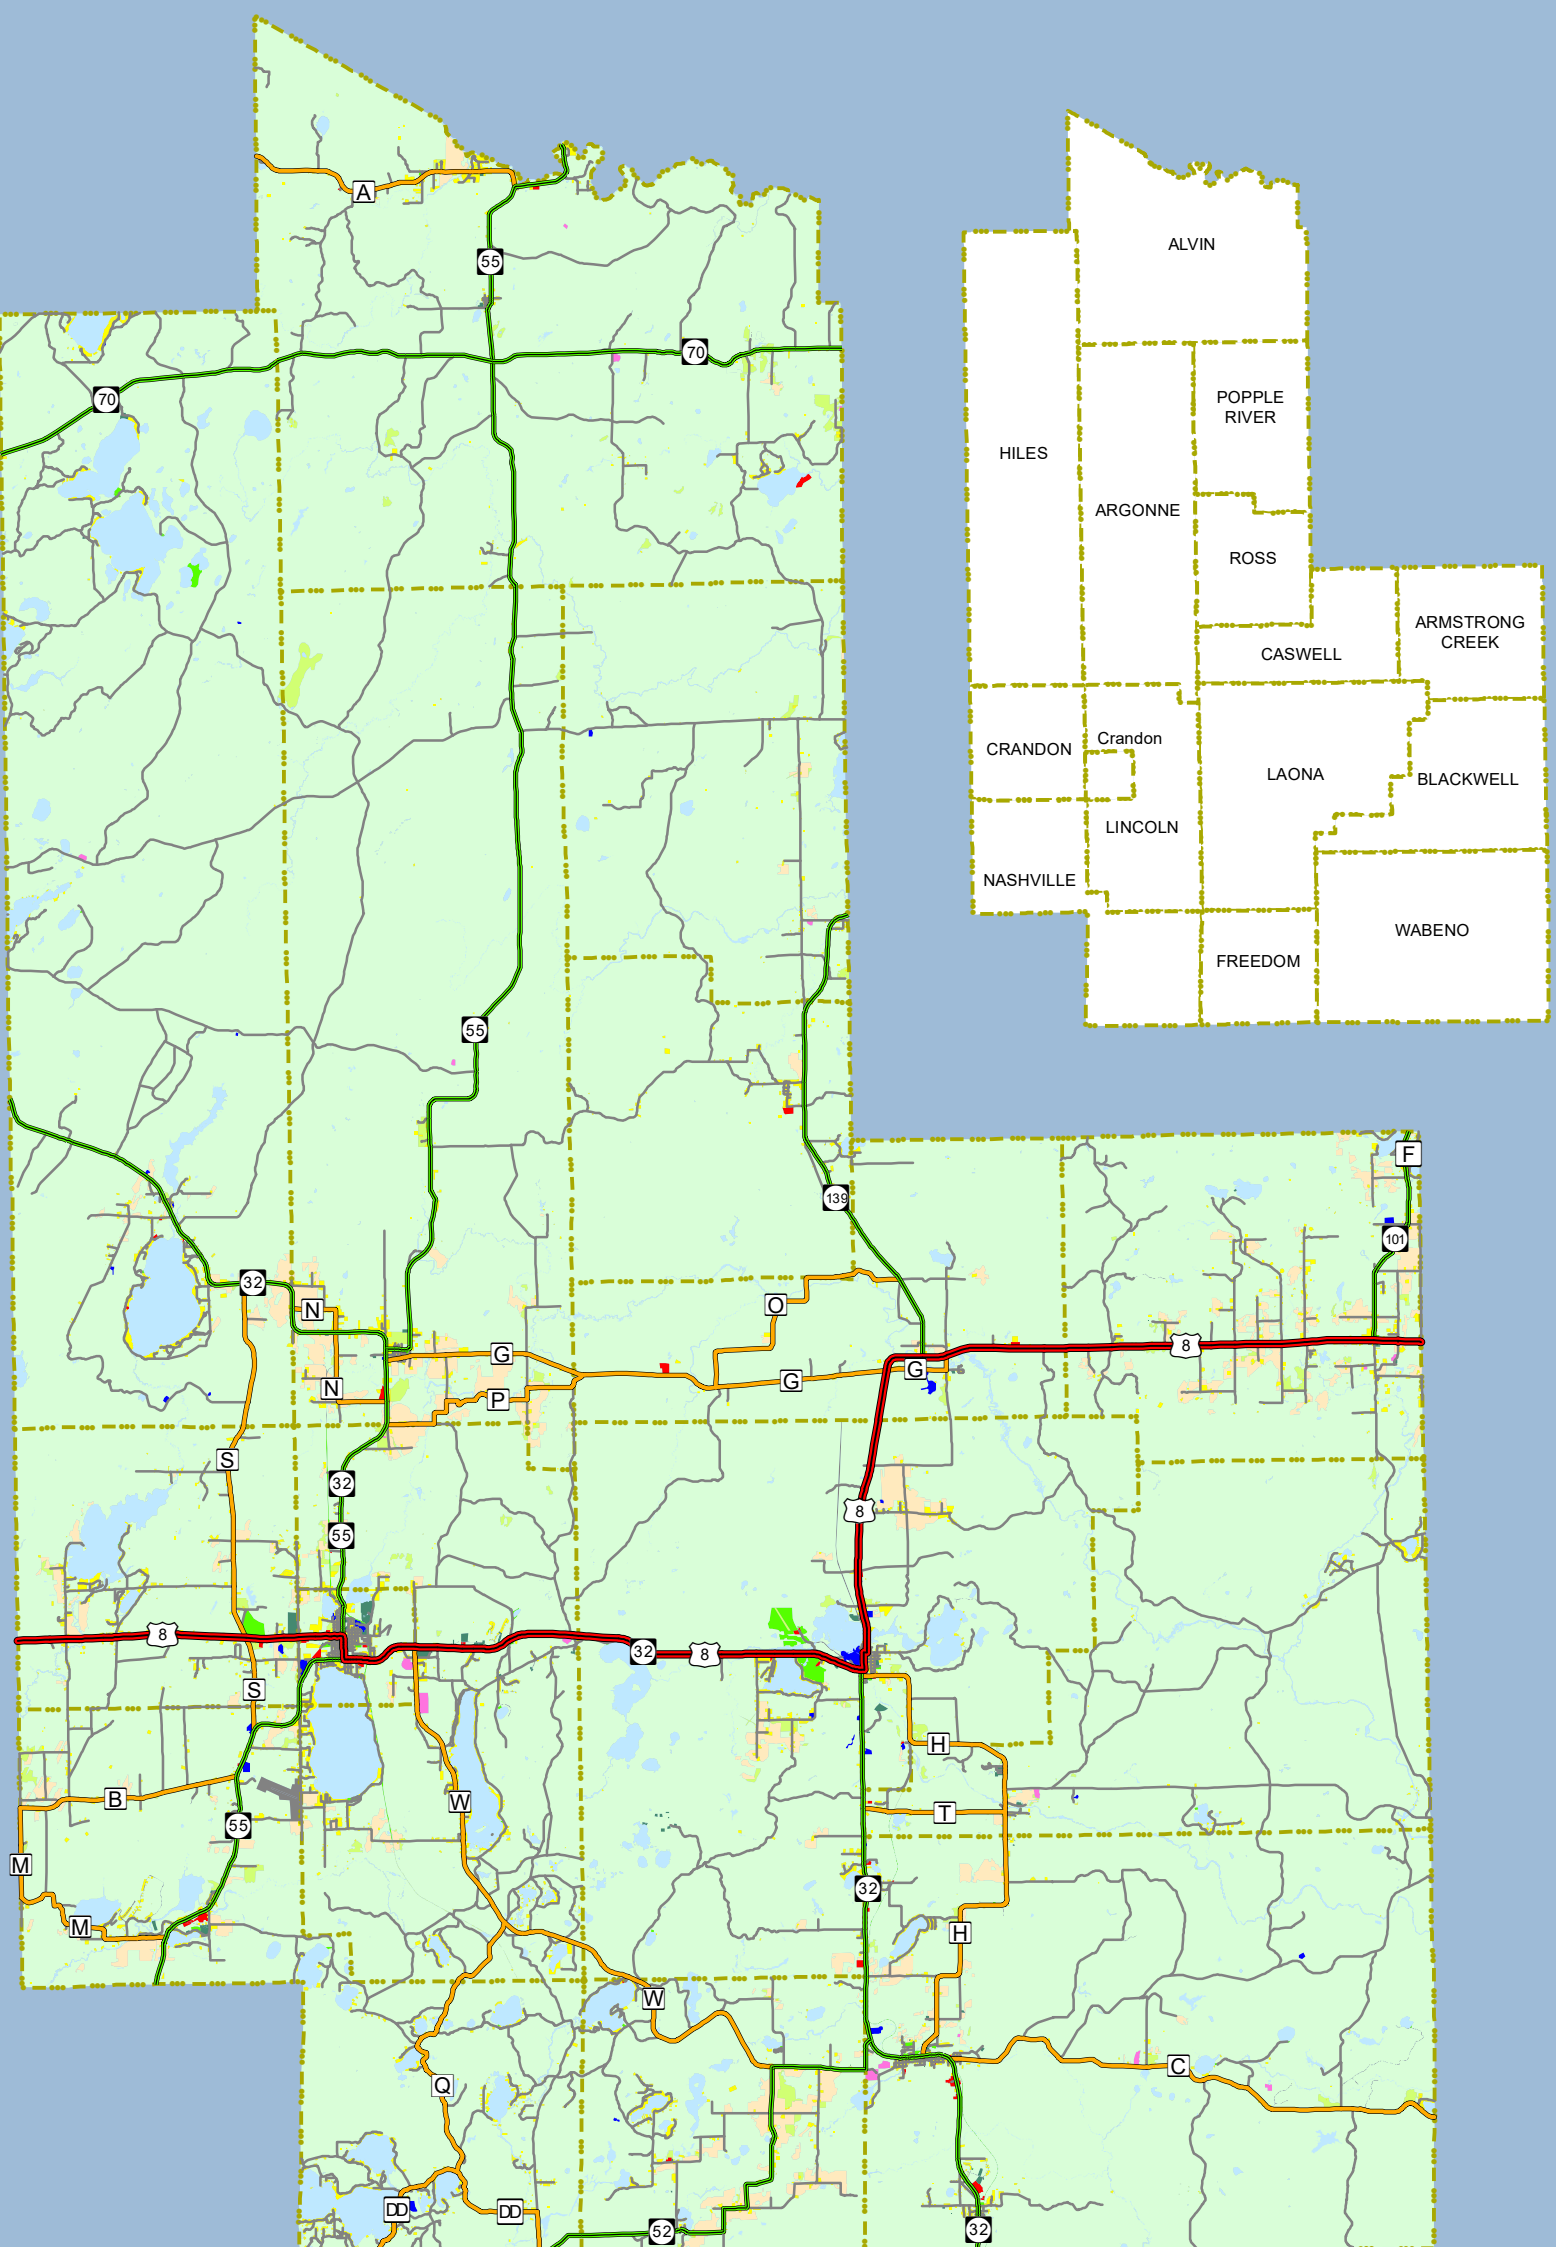 A
55
70
70
ALVIN
POPPLE
RIVER
HILES
ARGONNE
ROSS
ARMSTRONG
CREEK
CASWELL
CRANDON
Crandon
LAONA
BLACKWELL
LINCOLN
NASHVILLE
WABENO
FREEDOM
55
F
139
101
32
N
O
G
8
G
G
N
P
S
32
8
55
8
32
8
S
H
B
W
T
55
M
32
M
H
W
C
Q
DD
DD
52
32